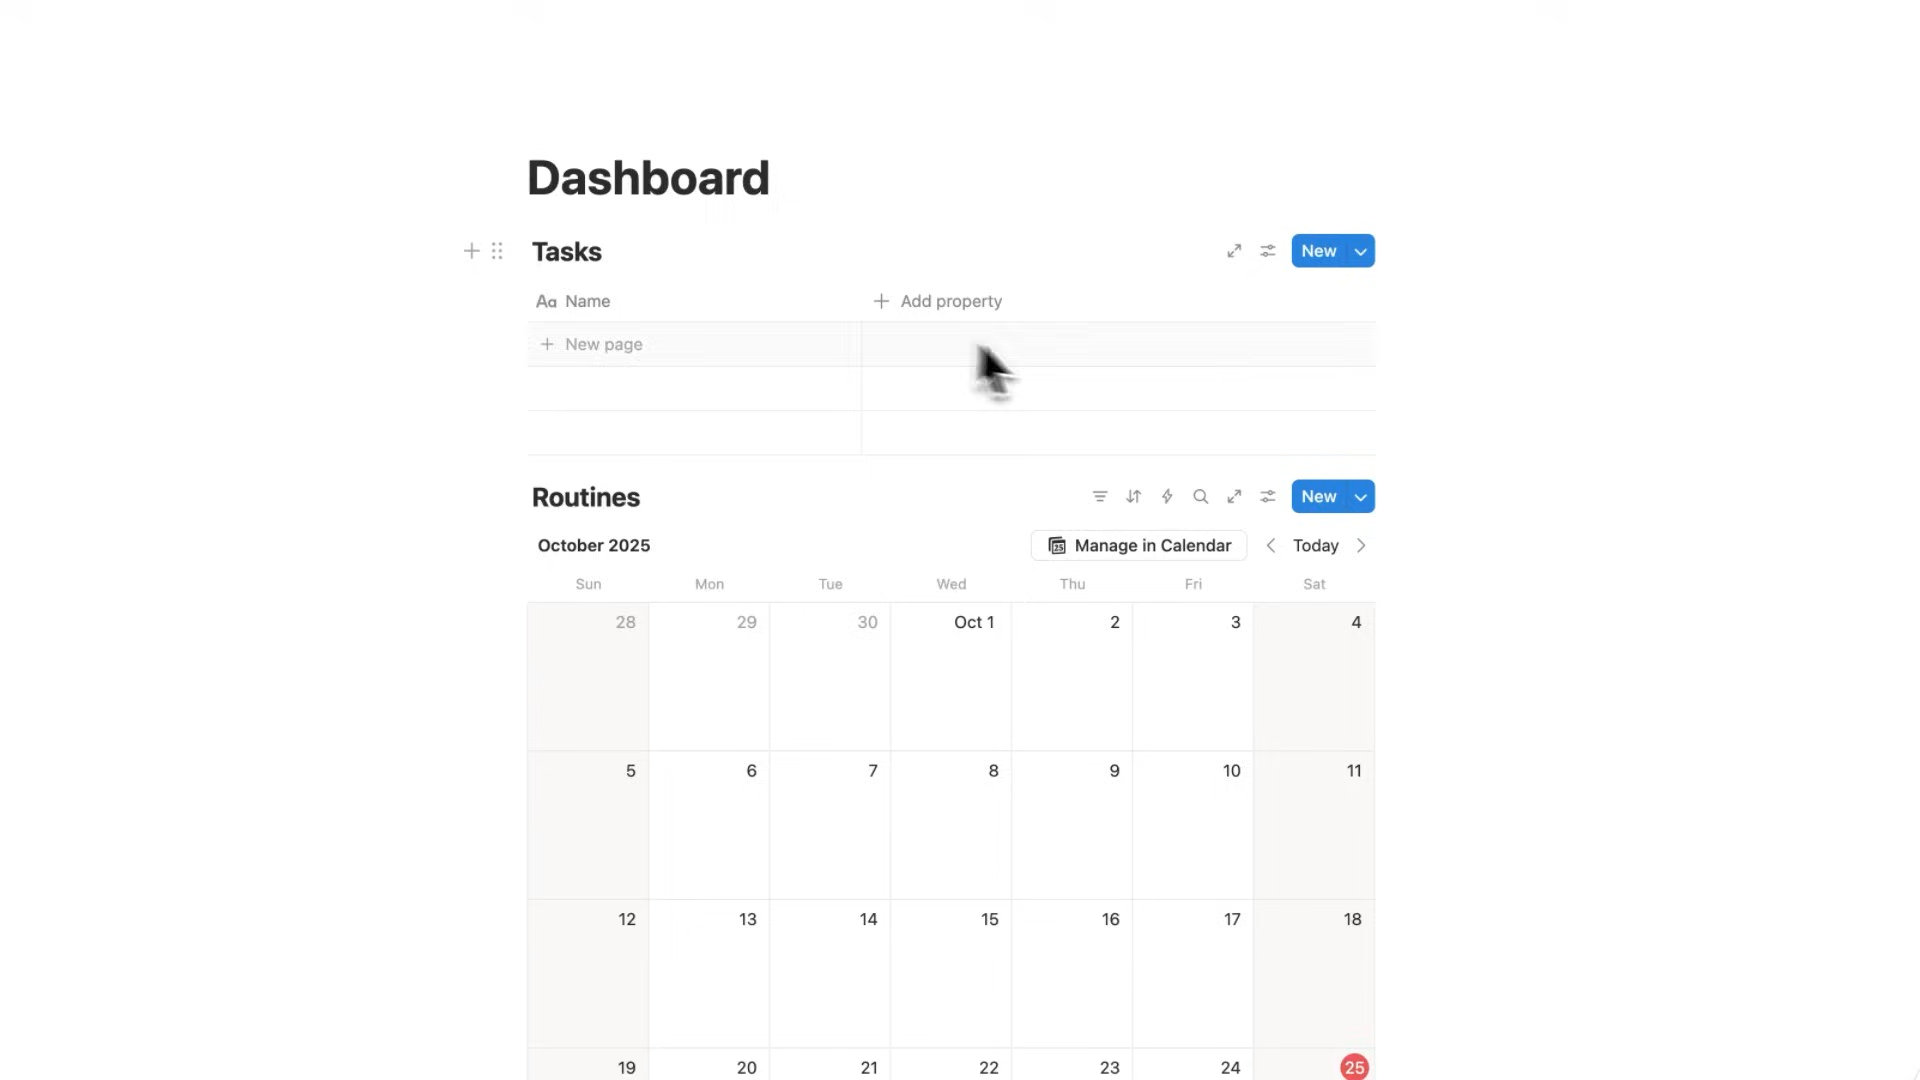 Dashboard
Tasks
New
Aa Name
Add property
New page
Routines
New
October 2025
25 Manage in Calendar
Today
Sun Mon Tue Wed Thu Fri Sat
28 29 30 Oct 1 2 3 4
5 6 7 8 9 10 11
12 13 14 15 16 17 18
19 20 21 22 23 24 25